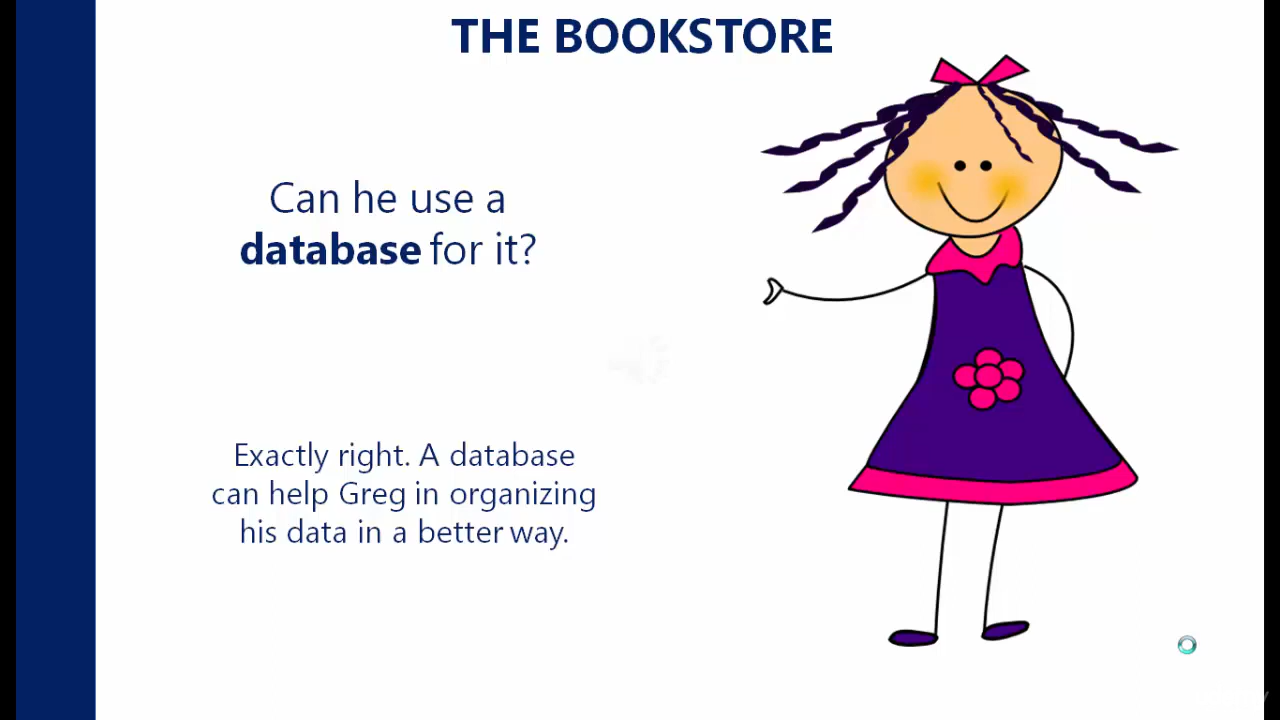 THE BOOKSTORE
Can he use a
database for it?
Exactly right. A database
can help Greg in organizing
his data in a better way.